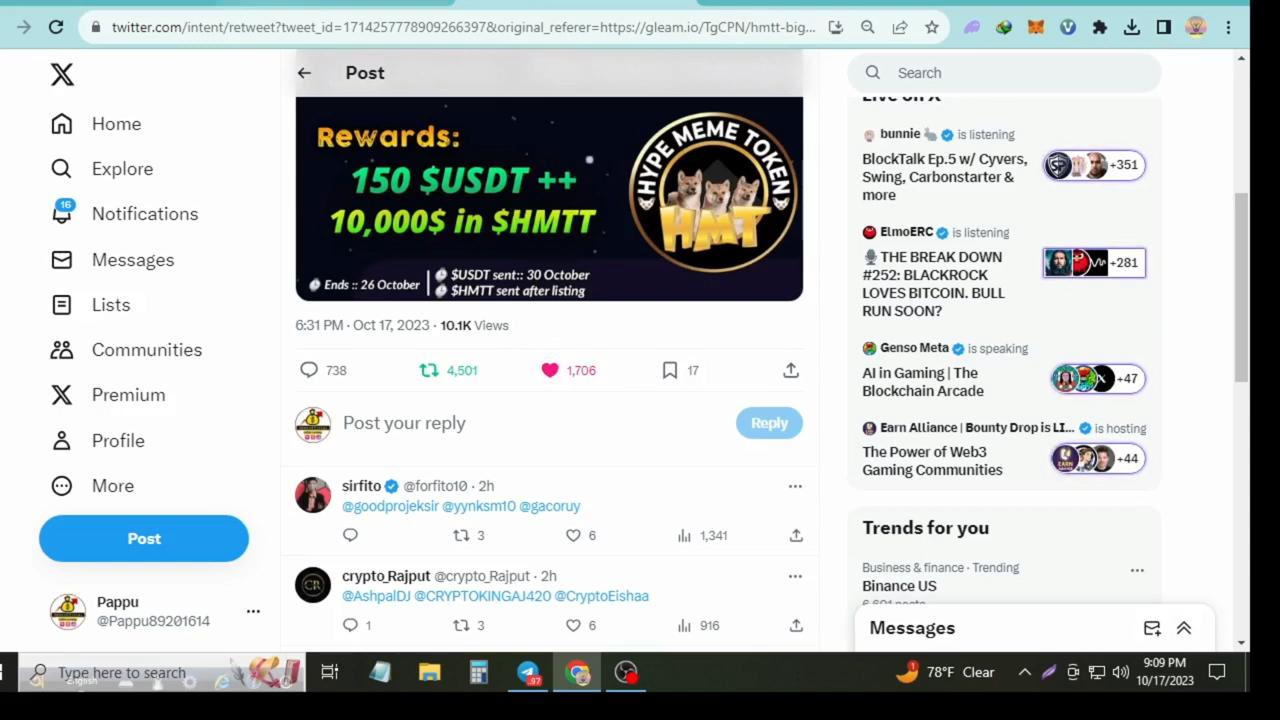 twitter.com/intent/retweet?tweet_id=1714257778909266397&original_referer=https://gleam.io/TgCPN/hmtt-big...
Post
Search
Home
Explore
16
Notifications
Messages
Lists
Communities
Premium
Profile
More
Post
Pappu
@Pappu89201614
Rewards:
150 $USDT ++
10,000$ in $HMTT
Ends :: 26 October
$USDT sent:: 30 October
$HMTT sent after listing
HYPE MEME TOKEN
HMT
6:31 PM · Oct 17, 2023 · 10.1K Views
738 4,501 1,706 17
Post your reply
Reply
sirfito @forfito10 · 2h
@goodprojeksir @yynksm10 @gacoruy
3 6 1,341
crypto_Rajput @crypto_Rajput · 2h
@AshpalDJ @CRYPTOKINGAJ420 @CryptoEishaa
1 3 6 916
Live on X
bunnie is listening
BlockTalk Ep.5 w/ Cyvers,
Swing, Carbonstarter &
more
+351
ElmoERC is listening
THE BREAK DOWN
#252: BLACKROCK
LOVES BITCOIN. BULL
RUN SOON?
+281
Genso Meta is speaking
AI in Gaming | The
Blockchain Arcade
+47
Earn Alliance | Bounty Drop is LI... is hosting
The Power of Web3
Gaming Communities
+44
Trends for you
Business & finance · Trending
Binance US
Messages
Type here to search
English
97
1
78°F Clear
9:09 PM
10/17/2023